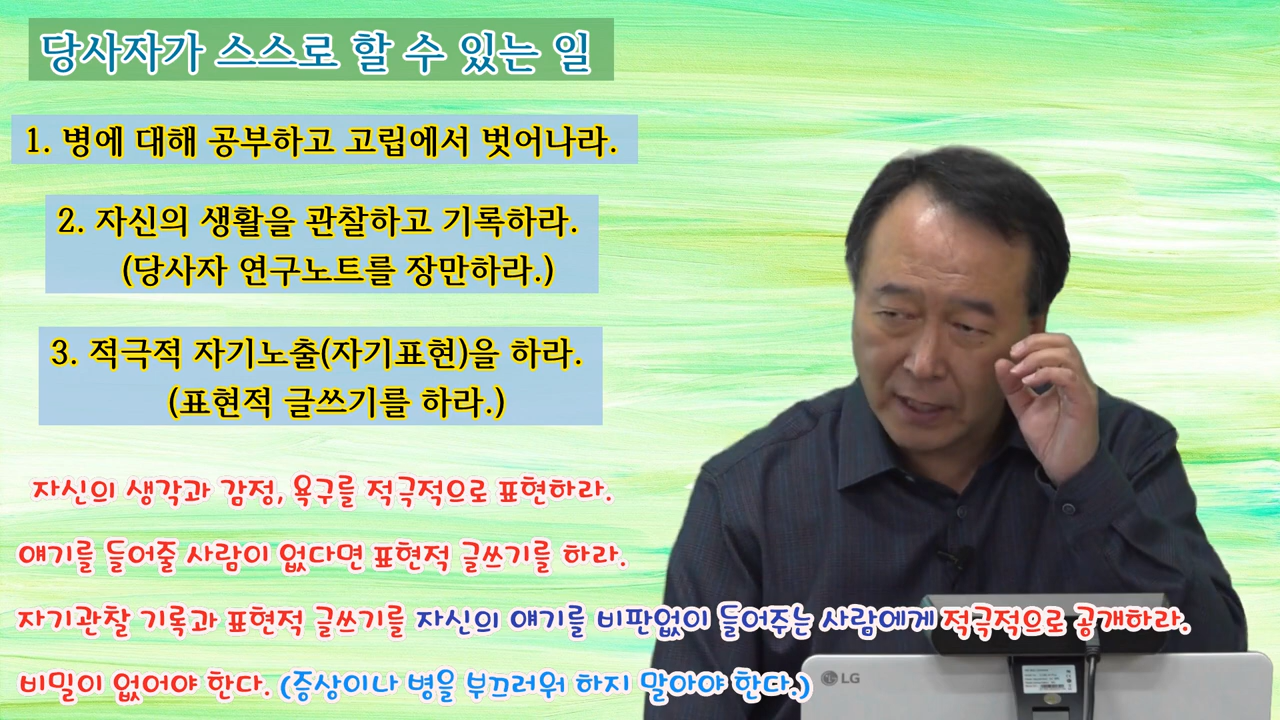 당사자가 스스로 할 수 있는 일
1. 병에 대해 공부하고 고립에서 벗어나라.
2. 자신의 생활을 관찰하고 기록하라.
(당사자 연구노트를 장만하라.)
3. 적극적 자기노출(자기표현)을 하라.
(표현적 글쓰기를 하라.)
자신의 생각과 감정, 욕구를 적극적으로 표현하라.
얘기를 들어줄 사람이 없다면 표현적 글쓰기를 하라.
자기관찰 기록과 표현적 글쓰기를 자신의 얘기를 비판없이 들어주는 사람에게 적극적으로 공개하라.
비밀이 없어야 한다. (증상이나 병을 부끄러워 하지 말아야 한다.)
LG